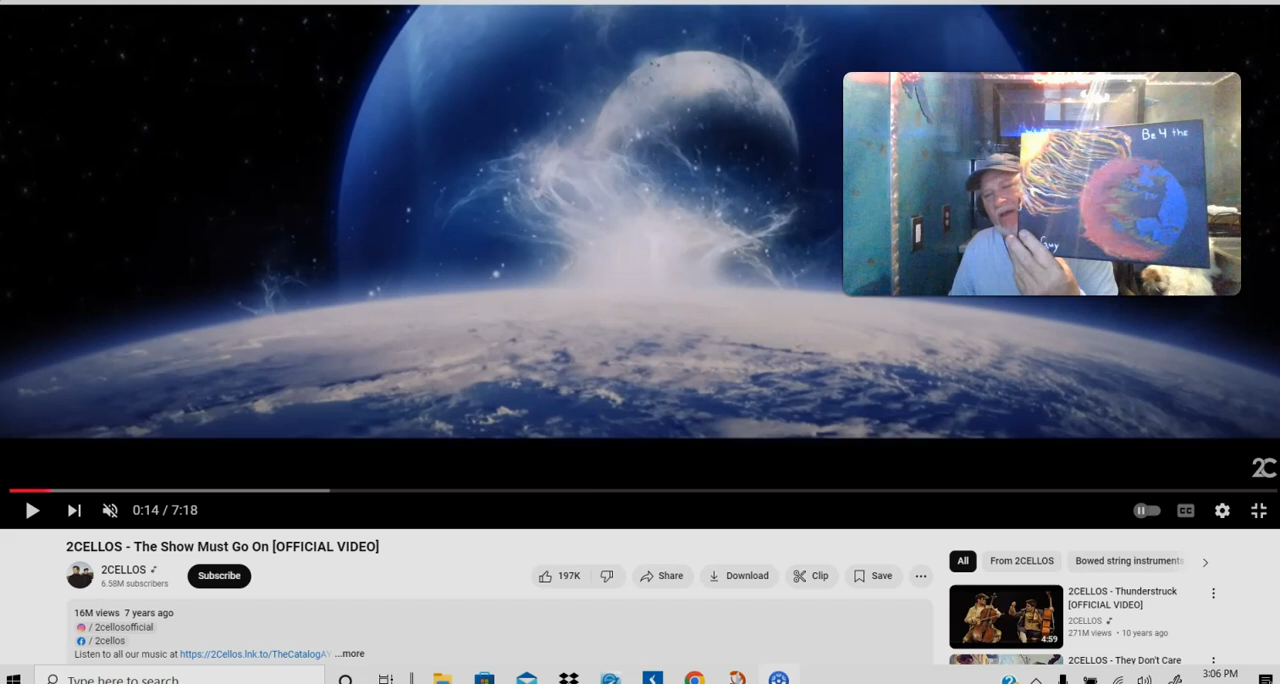 Be 4 the
Guy
2C
0:14 / 7:18
CC
2CELLOS - The Show Must Go On [OFFICIAL VIDEO]
2CELLOS
6.58M subscribers
Subscribe
197K
Share
Download
Clip
Save
16M views 7 years ago
/ 2cellosofficial
/ 2cellos
Listen to all our music at https://2Cellos.lnk.to/TheCatalogAY ...more
All
From 2CELLOS
Bowed string instruments
2CELLOS - Thunderstruck
[OFFICIAL VIDEO]
2CELLOS
271M views • 10 years ago
4:59
2CELLOS - They Don't Care
Type here to search
3:06 PM